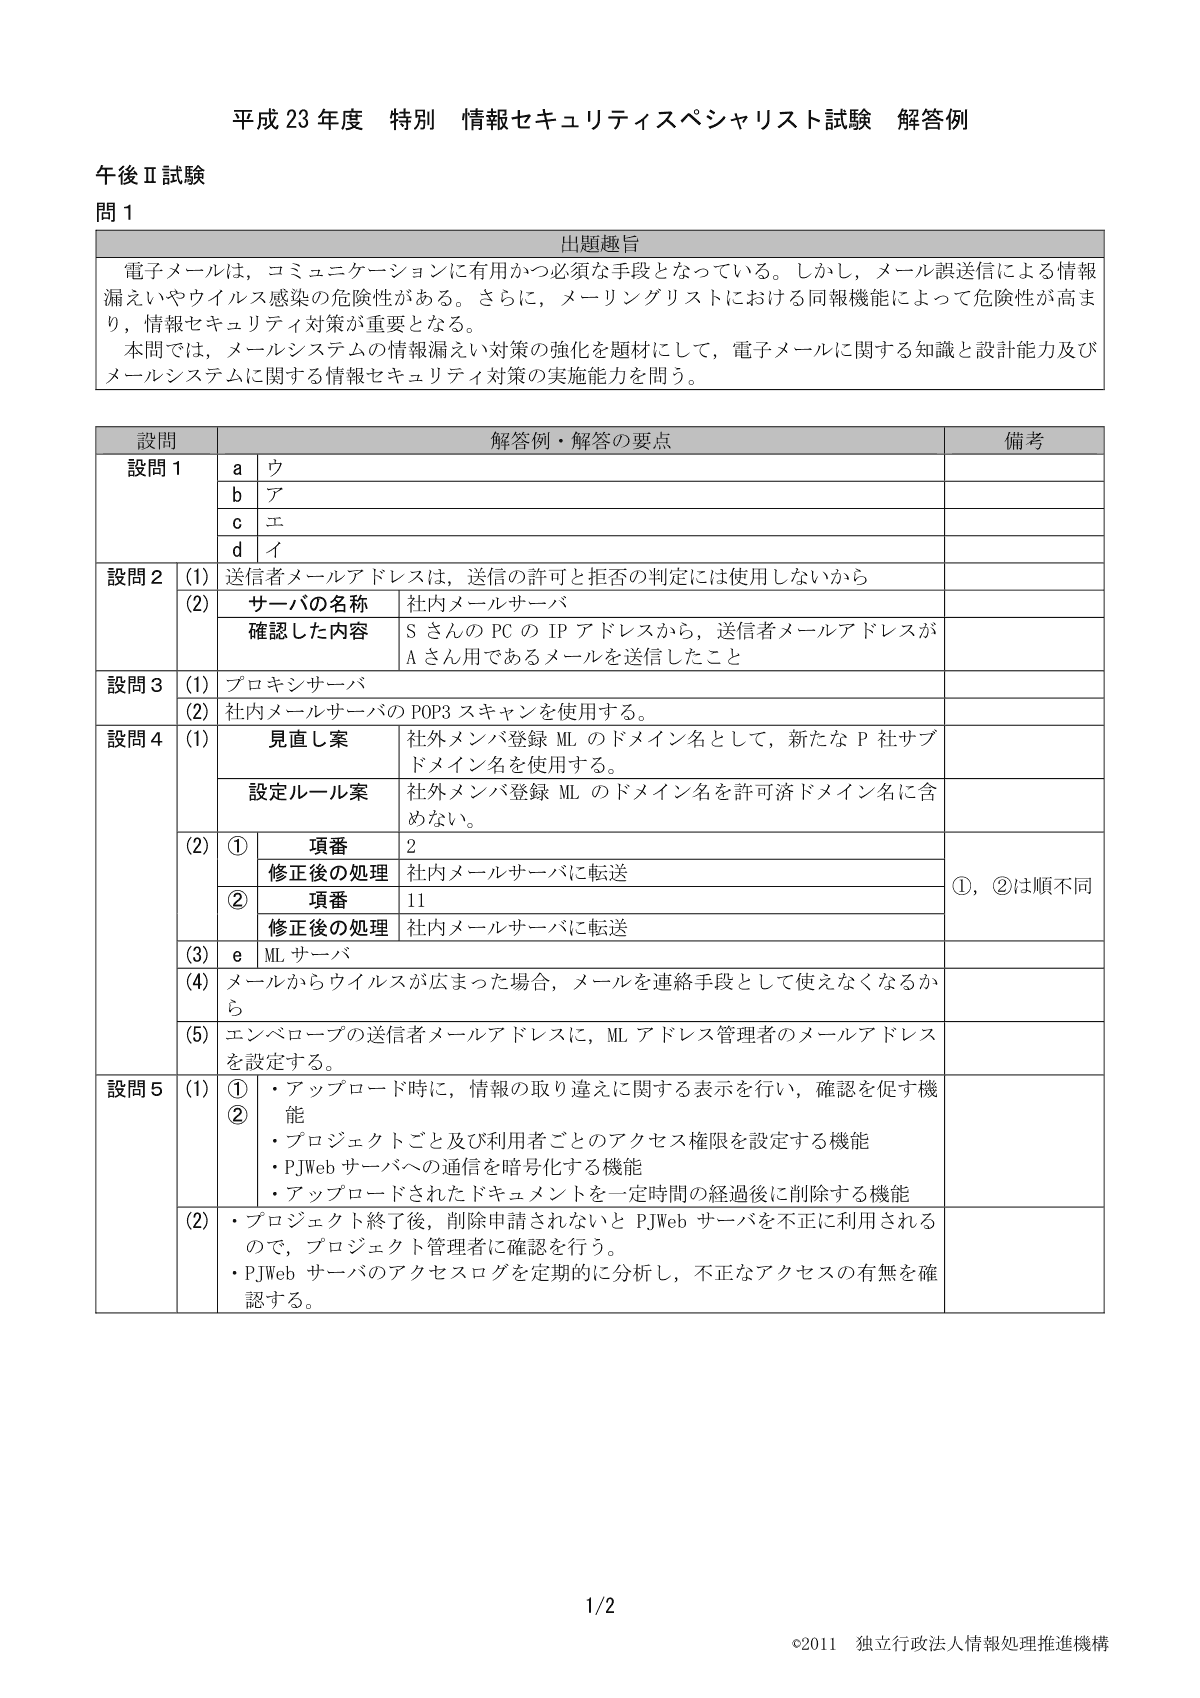 平成 23 年度　特別　情報セキュリティスペシャリスト試験　解答例
午後Ⅱ試験
問１
出題趣旨
　電子メールは，コミュニケーションに有用かつ必須な手段となっている。しかし，メール誤送信による情報
漏えいやウイルス感染の危険性がある。さらに，メーリングリストにおける同報機能によって危険性が高ま
り，情報セキュリティ対策が重要となる。
　本問では，メールシステムの情報漏えい対策の強化を題材にして，電子メールに関する知識と設計能力及び
メールシステムに関する情報セキュリティ対策の実施能力を問う。
設問 解答例・解答の要点 備考
設問１ a ウ
b ア
c エ
d イ
設問２ (1) 送信者メールアドレスは，送信の許可と拒否の判定には使用しないから
(2) サーバの名称 社内メールサーバ
確認した内容 S さんの PC の IP アドレスから，送信者メールアドレスが
A さん用であるメールを送信したこと
設問３ (1) プロキシサーバ
(2) 社内メールサーバの POP3 スキャンを使用する。
設問４ (1) 見直し案 社外メンバ登録 ML のドメイン名として，新たな P 社サブ
ドメイン名を使用する。
設定ルール案 社外メンバ登録 ML のドメイン名を許可済ドメイン名に含
めない。
(2) ① 項番 2
修正後の処理 社内メールサーバに転送
①，②は順不同
② 項番 11
修正後の処理 社内メールサーバに転送
(3) e ML サーバ
(4) メールからウイルスが広まった場合，メールを連絡手段として使えなくなるか
ら
(5) エンベロープの送信者メールアドレスに，ML アドレス管理者のメールアドレス
を設定する。
設問５ (1) ① ・アップロード時に，情報の取り違えに関する表示を行い，確認を促す機
② 能
・プロジェクトごと及び利用者ごとのアクセス権限を設定する機能
・PJWeb サーバへの通信を暗号化する機能
・アップロードされたドキュメントを一定時間の経過後に削除する機能
(2) ・プロジェクト終了後，削除申請されないと PJWeb サーバを不正に利用される
ので，プロジェクト管理者に確認を行う。
・PJWeb サーバのアクセスログを定期的に分析し，不正なアクセスの有無を確
認する。
1/2
©2011　独立行政法人情報処理推進機構